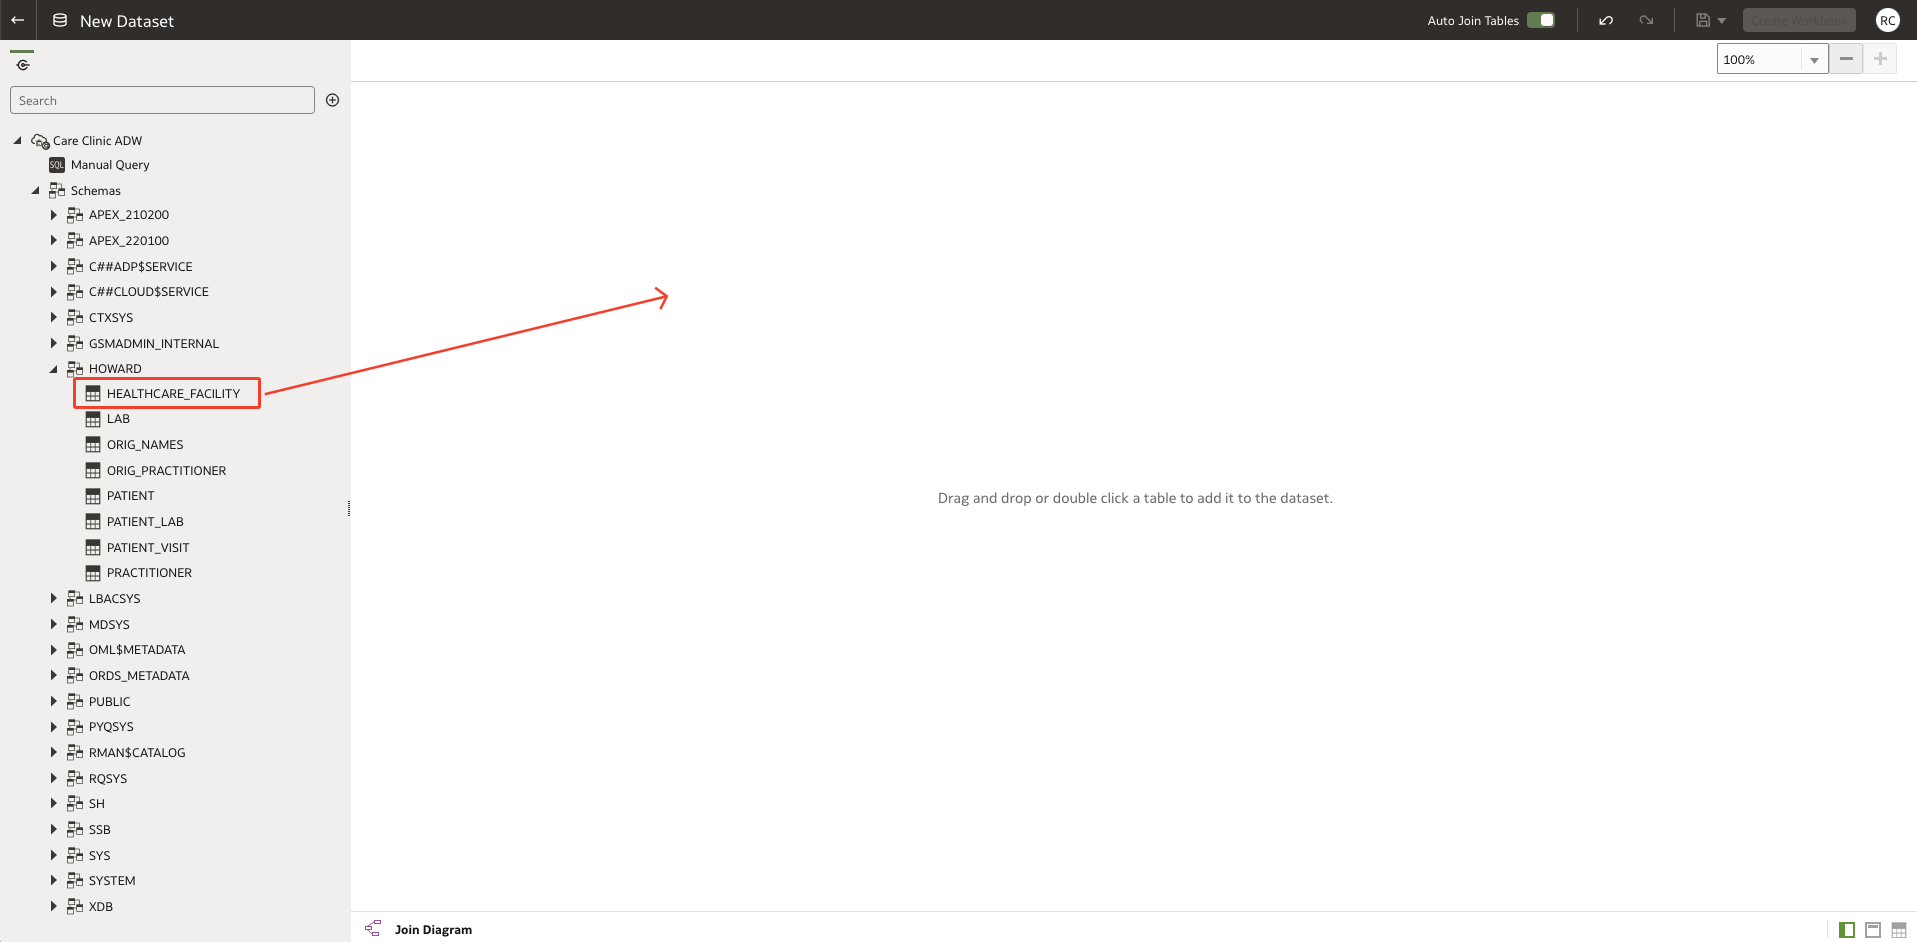 New Dataset
Auto Join Tables
Create Workbook
RC
100%
Search
Care Clinic ADW
SQL Manual Query
Schemas
APEX_210200
APEX_220100
C##ADP$SERVICE
C##CLOUD$SERVICE
CTXSYS
GSMADMIN_INTERNAL
HOWARD
HEALTHCARE_FACILITY
LAB
ORIG_NAMES
ORIG_PRACTITIONER
PATIENT
PATIENT_LAB
PATIENT_VISIT
PRACTITIONER
LBACSYS
MDSYS
OML$METADATA
ORDS_METADATA
PUBLIC
PYQSYS
RMAN$CATALOG
RQSYS
SH
SSB
SYS
SYSTEM
XDB
Drag and drop or double click a table to add it to the dataset.
Join Diagram